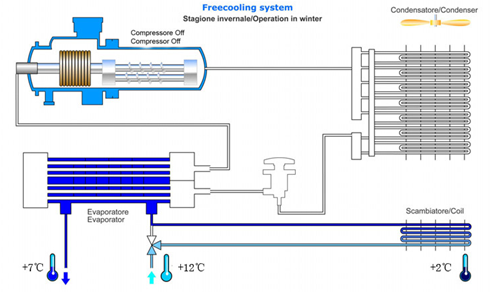 Freecooling system
Stagione invernale/Operation in winter
Condensatore/Condenser
Compressore Off
Compressor Off
Evaporatore
Evaporator
Scambiatore/Coil
+7℃
+12℃
+2℃